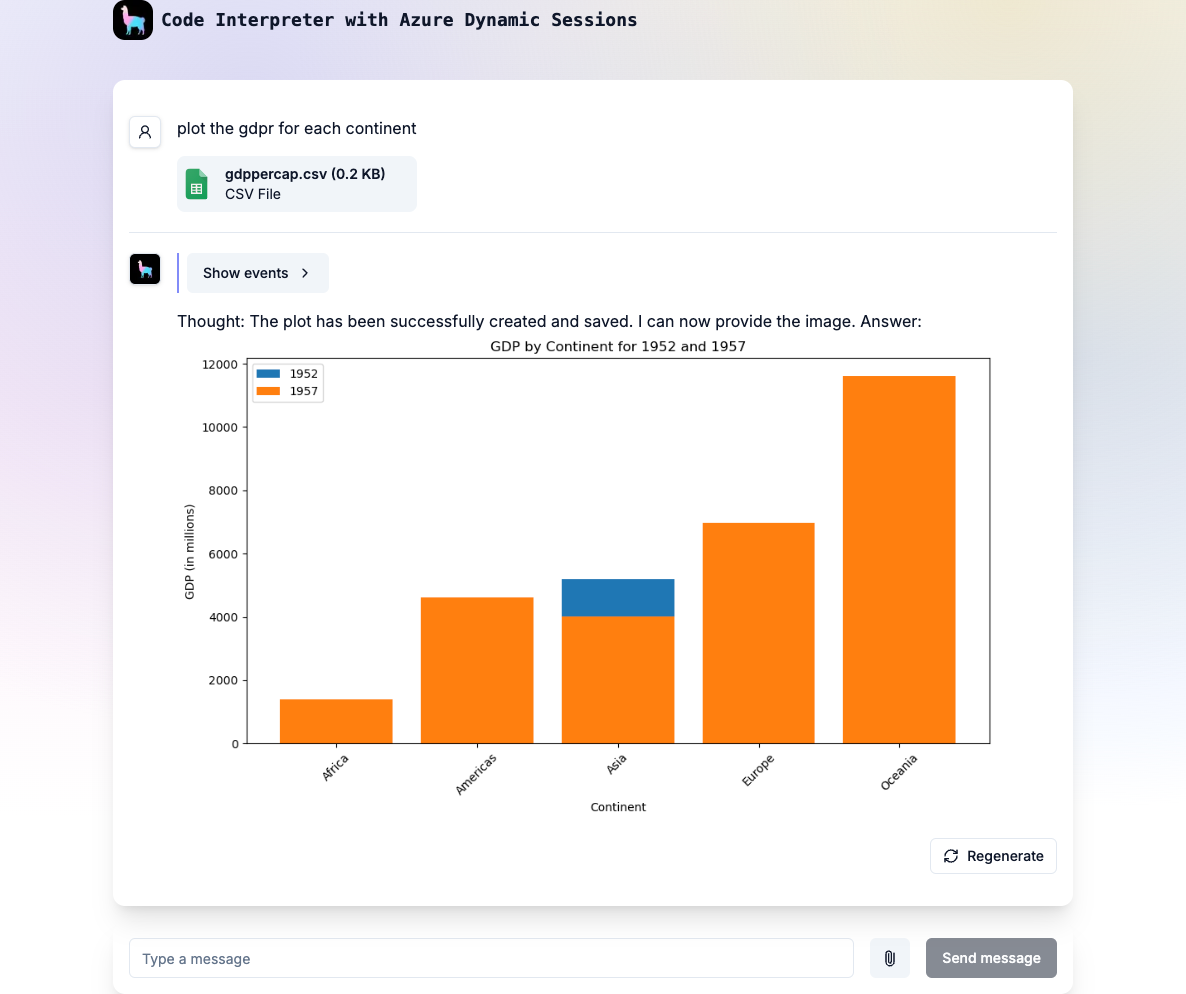 Code Interpreter with Azure Dynamic Sessions
plot the gdpr for each continent
gdppercap.csv (0.2 KB)
CSV File
Show events
Thought: The plot has been successfully created and saved. I can now provide the image. Answer:
GDP by Continent for 1952 and 1957
1952
1957
12000
10000
8000
6000
4000
2000
0
GDP (in millions)
Africa
Americas
Asia
Europe
Oceania
Continent
Regenerate
Type a message
Send message